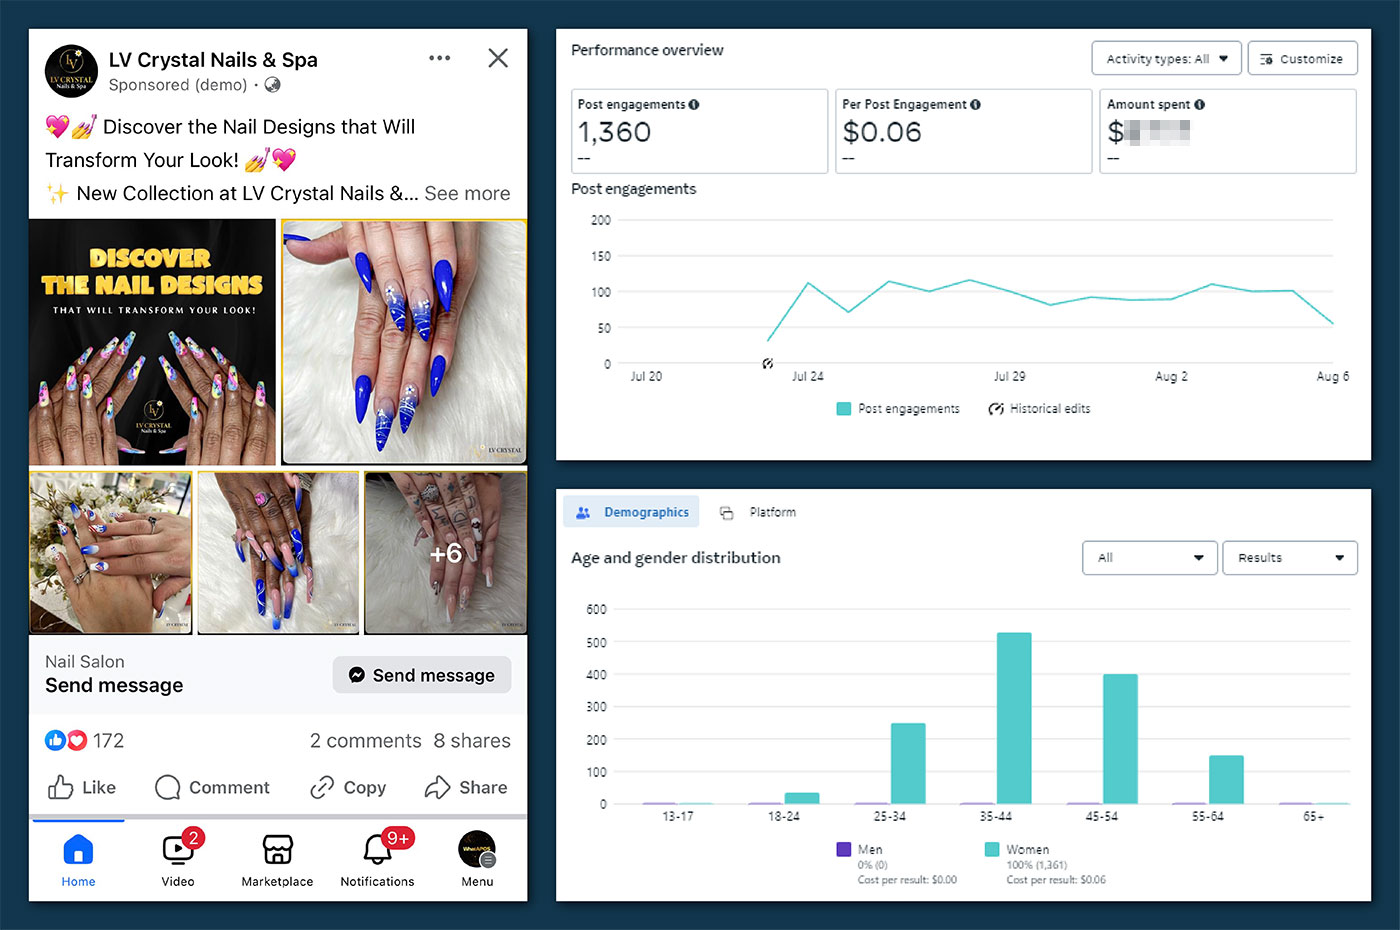 LV Crystal Nails & Spa
Sponsored (demo) ·
💖💅 Discover the Nail Designs that Will
Transform Your Look! 💅💖
✨ New Collection at LV Crystal Nails &... See more
LV
LV CRYSTAL
Nails & Spa
DISCOVER
THE NAIL DESIGNS
THAT WILL TRANSFORM YOUR LOOK!
LV
LV CRYSTAL
Nails & Spa
LV CRYSTAL
+6
Nail Salon
Send message
Send message
172
2 comments 8 shares
Like
Comment
Copy
Share
2
9+
WhatAPOS
Home
Video
Marketplace
Notifications
Menu
Performance overview
Activity types: All
Customize
Post engagements
1,360
--
Per Post Engagement
$0.06
--
Amount spent
$
--
Post engagements
200
150
100
50
0
Jul 20
Jul 24
Jul 29
Aug 2
Aug 6
Post engagements
Historical edits
Demographics
Platform
Age and gender distribution
All
Results
600
500
400
300
200
100
0
13-17
18-24
25-34
35-44
45-54
55-64
65+
Men
0% (0)
Cost per result: $0.00
Women
100% (1,361)
Cost per result: $0.06